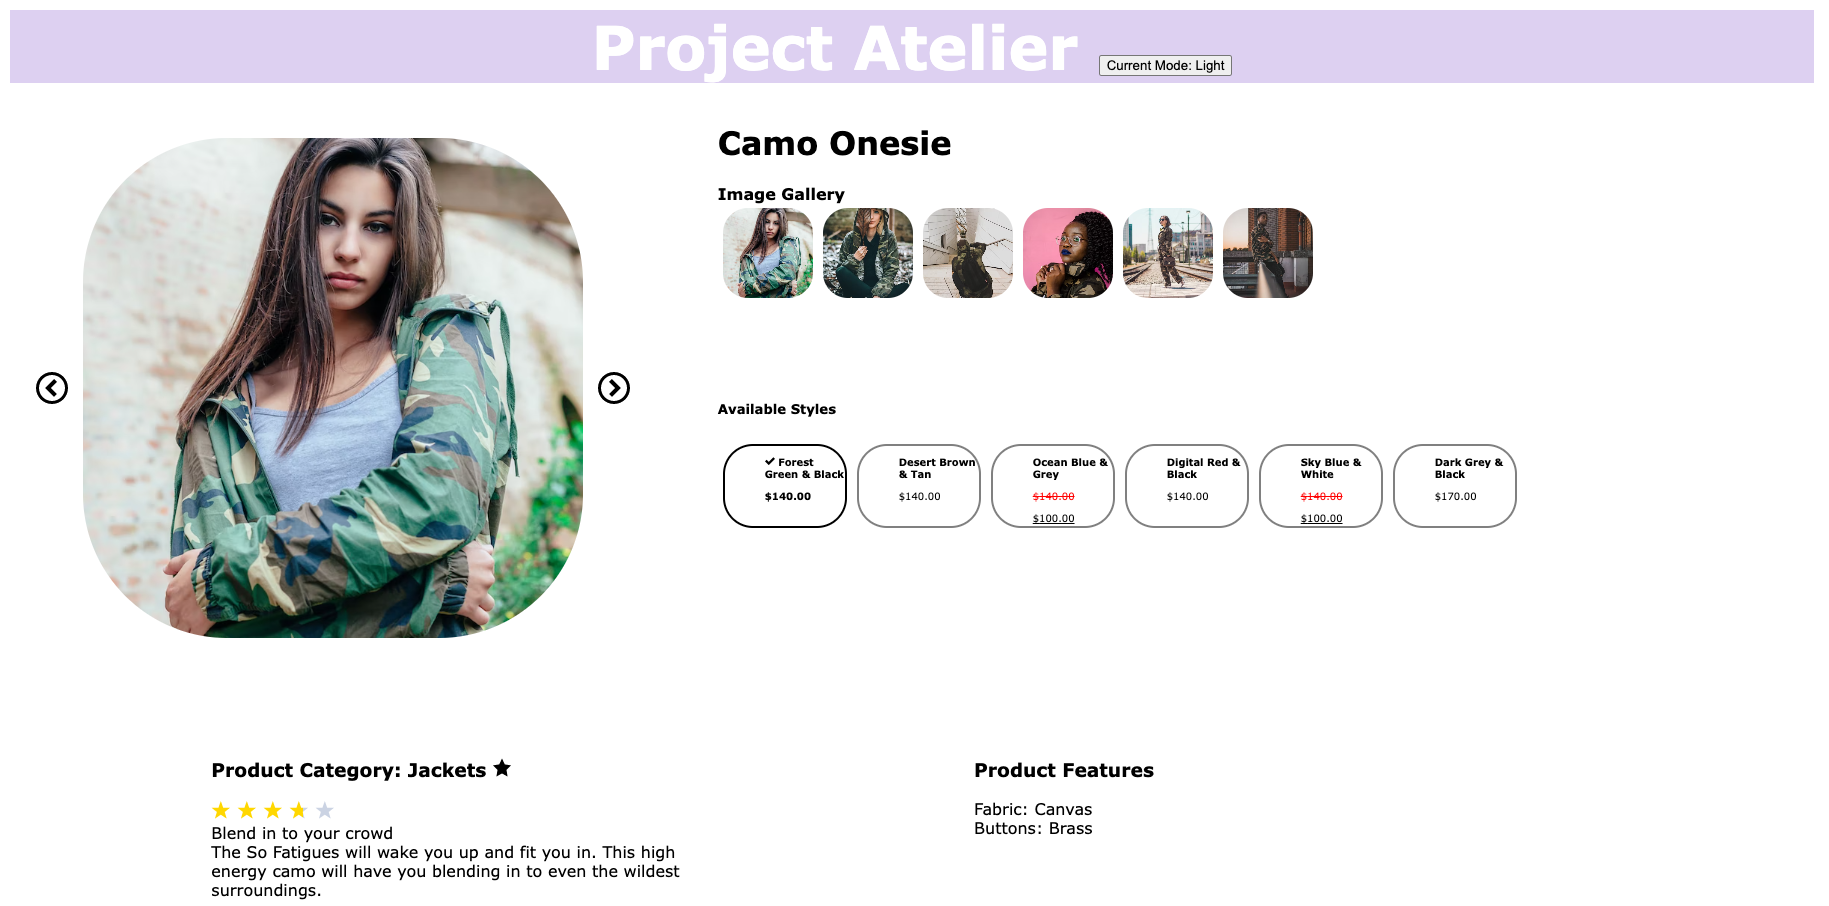 Project Atelier
Current Mode: Light
Camo Onesie
Image Gallery
Available Styles
Forest
Green & Black
$140.00
Desert Brown
& Tan
$140.00
Ocean Blue &
Grey
$140.00
$100.00
Digital Red &
Black
$140.00
Sky Blue &
White
$140.00
$100.00
Dark Grey &
Black
$170.00
Product Category: Jackets
Blend in to your crowd
The So Fatigues will wake you up and fit you in. This high
energy camo will have you blending in to even the wildest
surroundings.
Product Features
Fabric: Canvas
Buttons: Brass